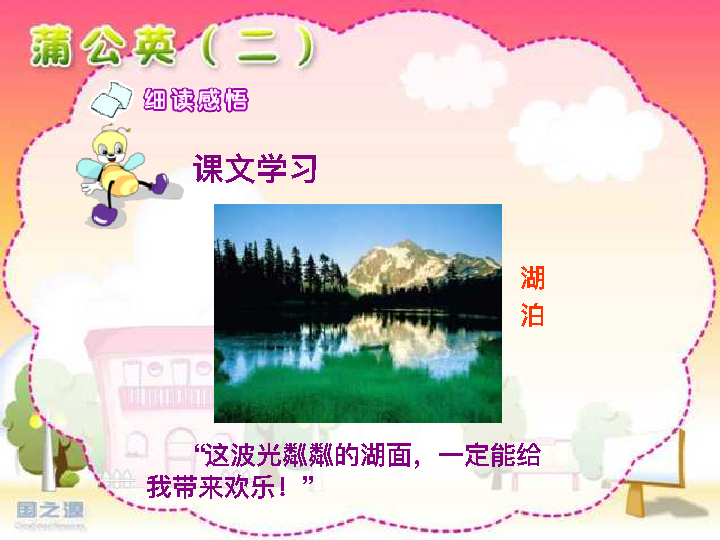 蒲公英（二）
细读感悟
课文学习
湖
泊
“这波光粼粼的湖面，一定能给
我带来欢乐！”
国之源